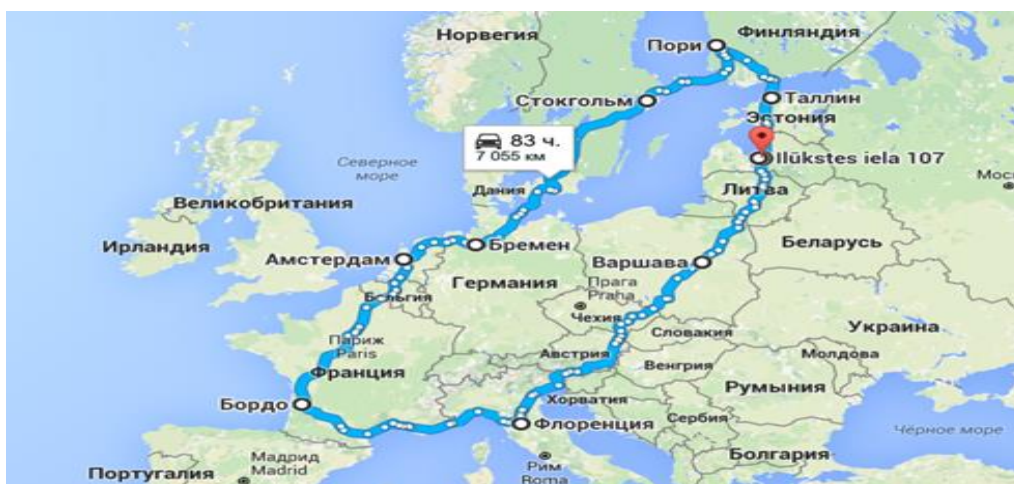 Норвегия
Финляндия
Пори
Стокгольм
Таллин
Эстония
83 ч.
7 055 км
Ilūkstes iela 107
Северное
море
Дания
Литва
Великобритания
Ирландия
Амстердам
Бремен
Варшава
Беларусь
Бельгия
Германия
Прага
Praha
Чехия
Украина
Париж
Paris
Словакия
Австрия
Венгрия
Молдова
Франция
Румыния
Бордо
Хорватия
Флоренция
Сербия
Чёрное море
Мадрид
Madrid
Португалия
Рим
Roma
Болгария